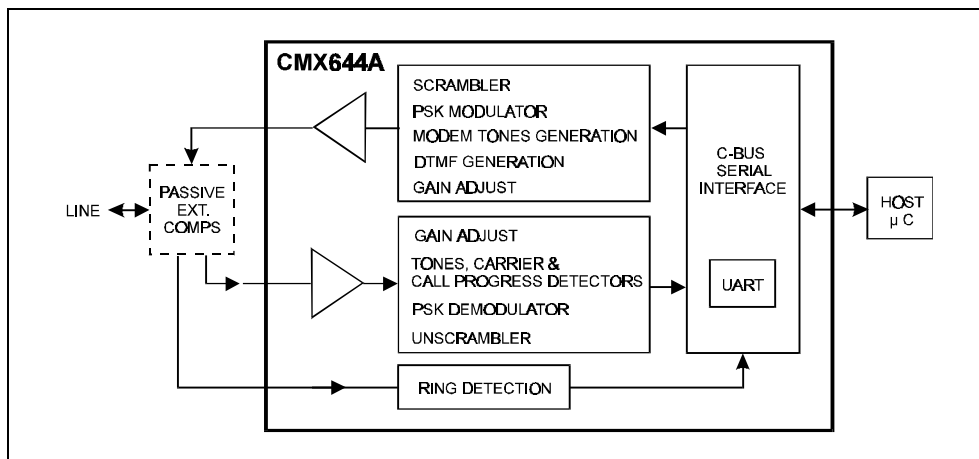 CMX644A
SCRAMBLER
PSK MODULATOR
MODEM TONES GENERATION
DTMF GENERATION
GAIN ADJUST
C-BUS
SERIAL
INTERFACE
UART
HOST
µ C
LINE
PASSIVE
EXT.
COMPS
GAIN ADJUST
TONES, CARRIER &
CALL PROGRESS DETECTORS
PSK DEMODULATOR
UNSCRAMBLER
RING DETECTION